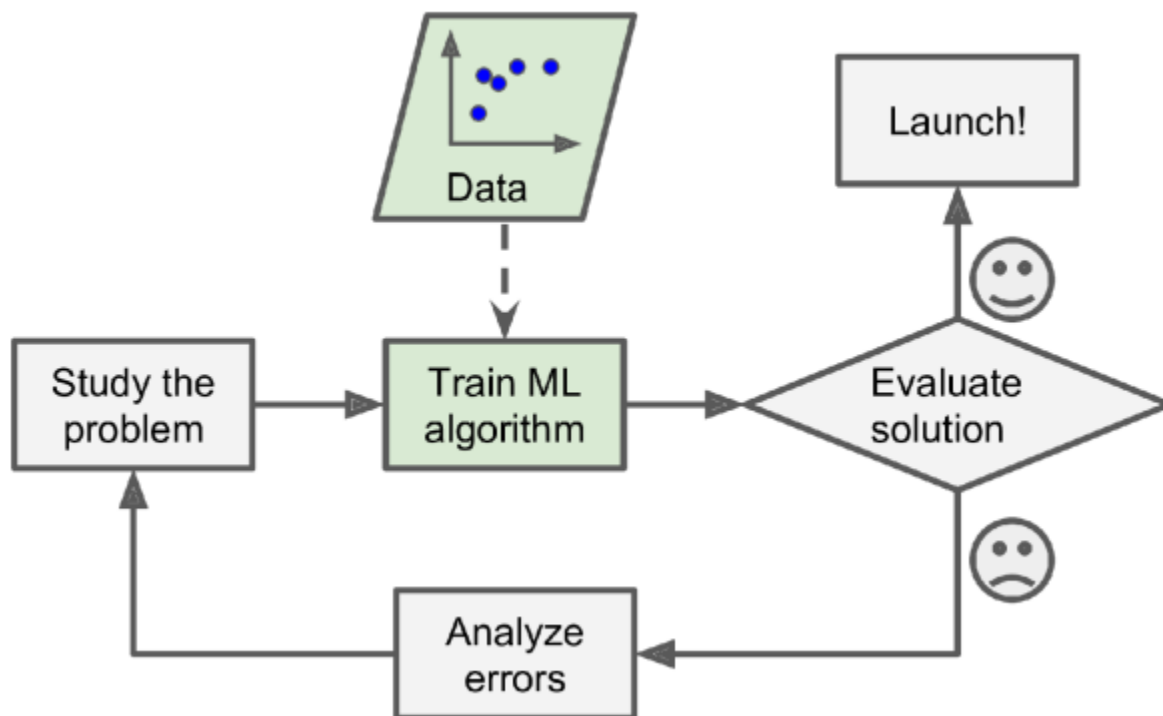 Data
Launch!
Study the
problem
Train ML
algorithm
Evaluate
solution
Analyze
errors